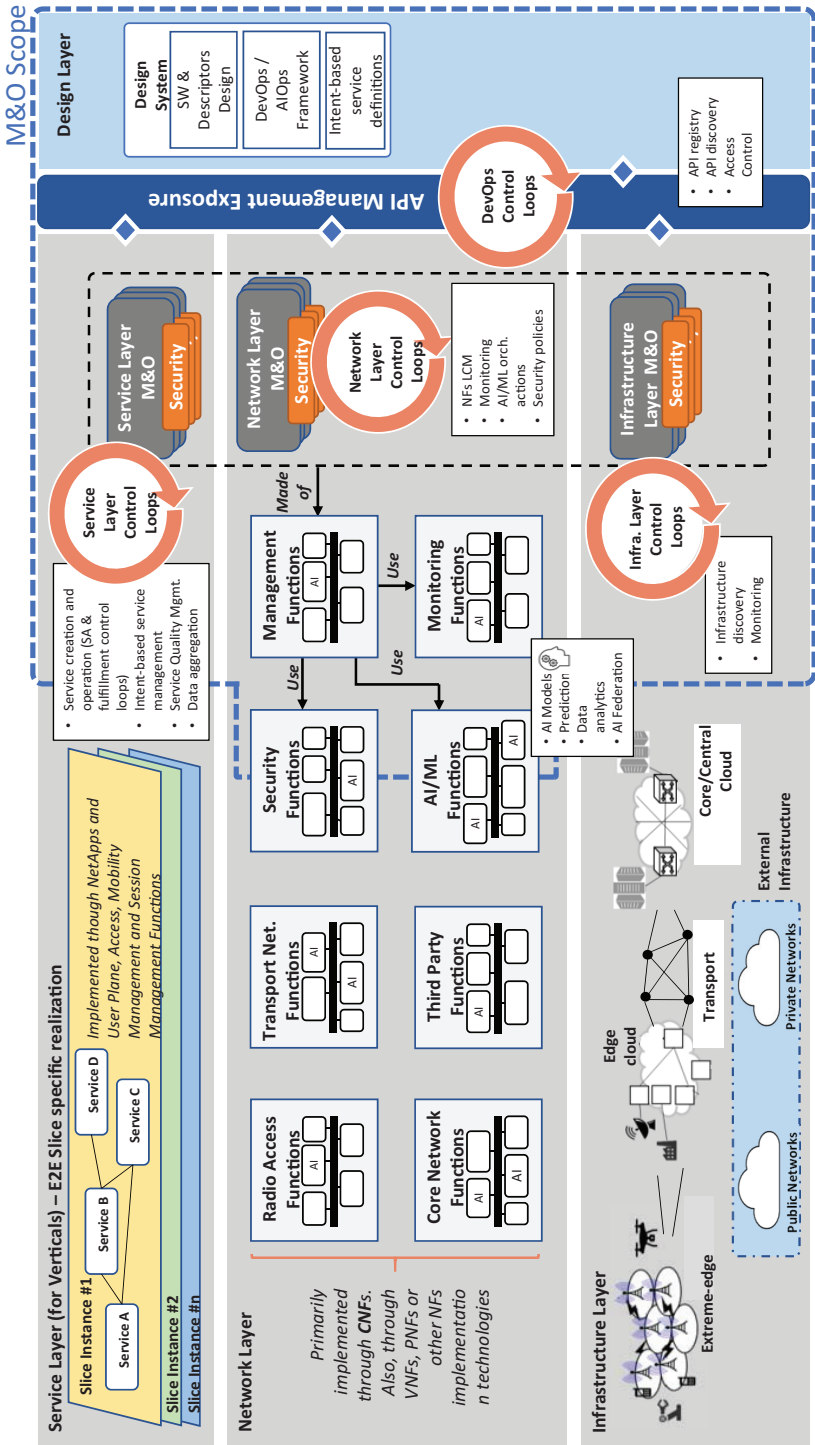 M&O Scope
Service Layer (for Verticals) – E2E Slice specific realization
Slice Instance #1
Service A
Service B
Service C
Service D
Implemented though NetApps and
User Plane, Access, Mobility
Management and Session
Management Functions
Slice Instance #2
Slice Instance #n
• Service creation and
operation (SA &
fulfillment control
loops)
• Intent-based service
management
• Service Quality Mgmt.
• Data aggregation
Service
Layer
Control
Loops
Service Layer
M&O
Security
Network Layer
Primarily
implemented
through CNFs.
Also, through
VNFs, PNFs or
other NFs
implementatio
n technologies
Radio Access
Functions
AI
Transport Net.
Functions
AI
AI
Security
Functions
AI
Use
Management
Functions
AI
Made
of
Network Layer
M&O
Security
Network
Layer
Control
Loops
Core Network
Functions
AI
AI
Third Party
Functions
AI
AI/ML
Functions
AI
AI
Use
Use
Monitoring
Functions
AI
• NFs LCM
• Monitoring
• AI/ML orch.
actions
• Security policies
• AI Models
• Prediction
• Data
analytics
• AI Federation
Infrastructure Layer
Extreme-edge
Edge
cloud
Transport
Core/Central
Cloud
Public Networks
Private Networks
External
Infrastructure
• Infrastructure
discovery
• Monitoring
Infra. Layer
Control
Loops
Infrastructure
Layer M&O
Security
API Management Exposure
DevOps
Control
Loops
Design Layer
Design
System
SW &
Descriptors
Design
DevOps /
AIOps
Framework
Intent-based
service
definitions
• API registry
• API discovery
• Access
Control